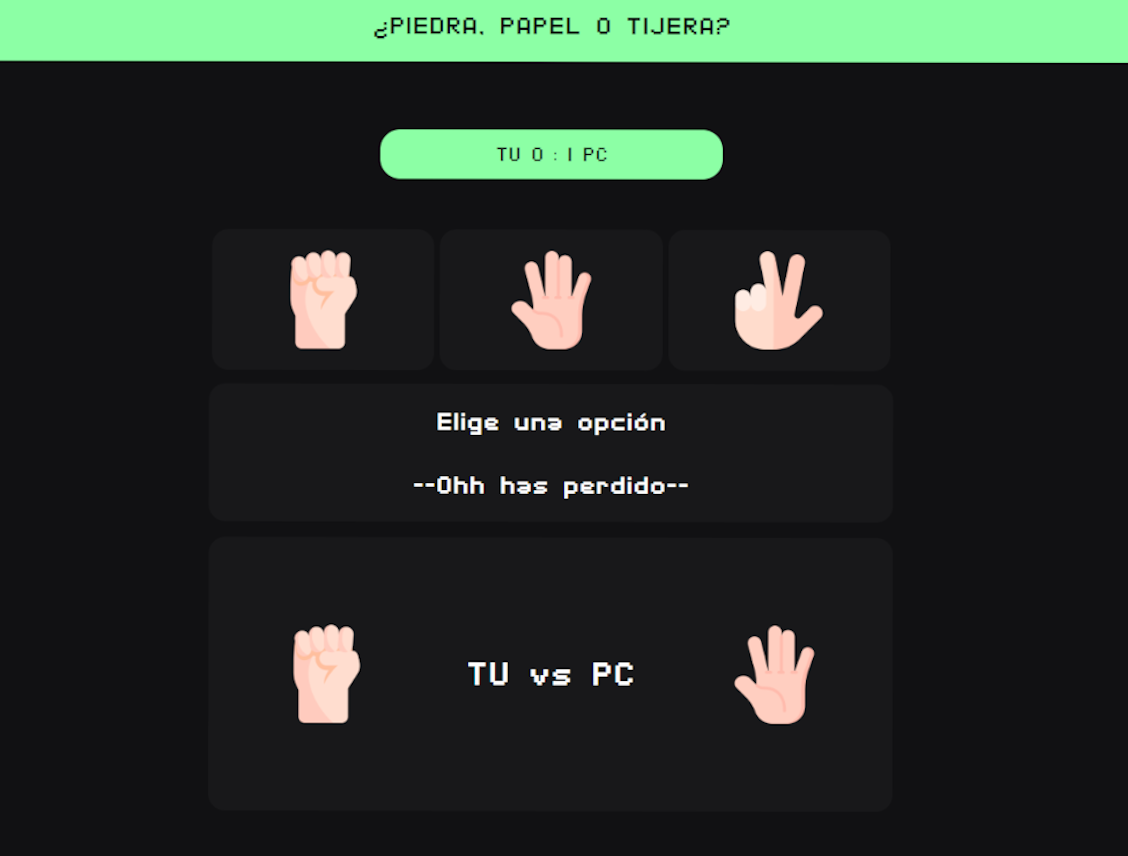 ¿PIEDRA, PAPEL O TIJERA?
TU 0 : 1 PC
Elige una opción
--Ohh has perdido--
TU vs PC